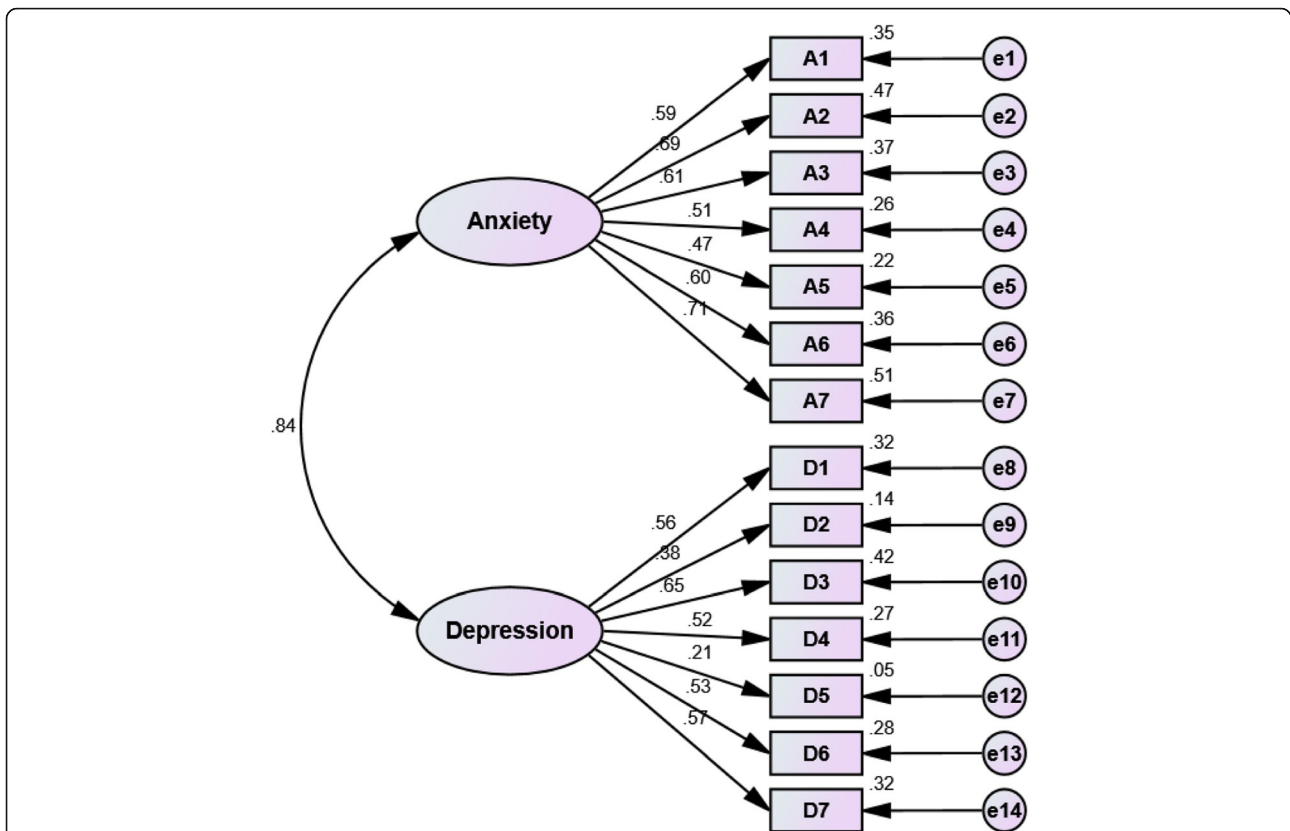 .35
A1
e1
.47
A2
e2
.59
.69
.37
A3
e3
.61
.26
Anxiety
.51
A4
e4
.47
.22
A5
e5
.60
.71
.36
A6
e6
.51
A7
e7
.84
.32
D1
e8
.14
.56
D2
e9
.38
.42
.65
D3
e10
.27
.52
Depression
D4
e11
.21
.05
.53
D5
e12
.57
.28
D6
e13
.32
D7
e14